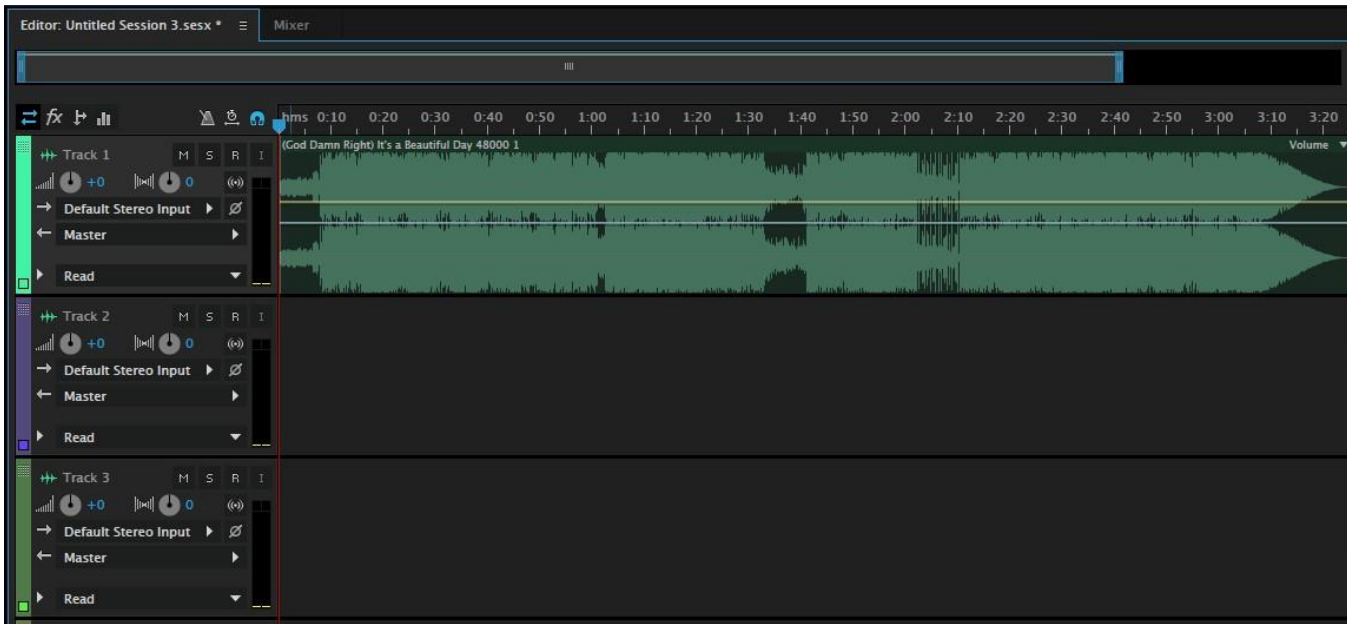 Editor: Untitled Session 3.sesx * Mixer
fx hms 0:10 0:20 0:30 0:40 0:50 1:00 1:10 1:20 1:30 1:40 1:50 2:00 2:10 2:20 2:30 2:40 2:50 3:00 3:10 3:20
Track 1 M S R I (God Damn Right) It's a Beautiful Day 48000 1 Volume
+0 0
Default Stereo Input
Master
Read
Track 2 M S R I
+0 0
Default Stereo Input
Master
Read
Track 3 M S R I
+0 0
Default Stereo Input
Master
Read